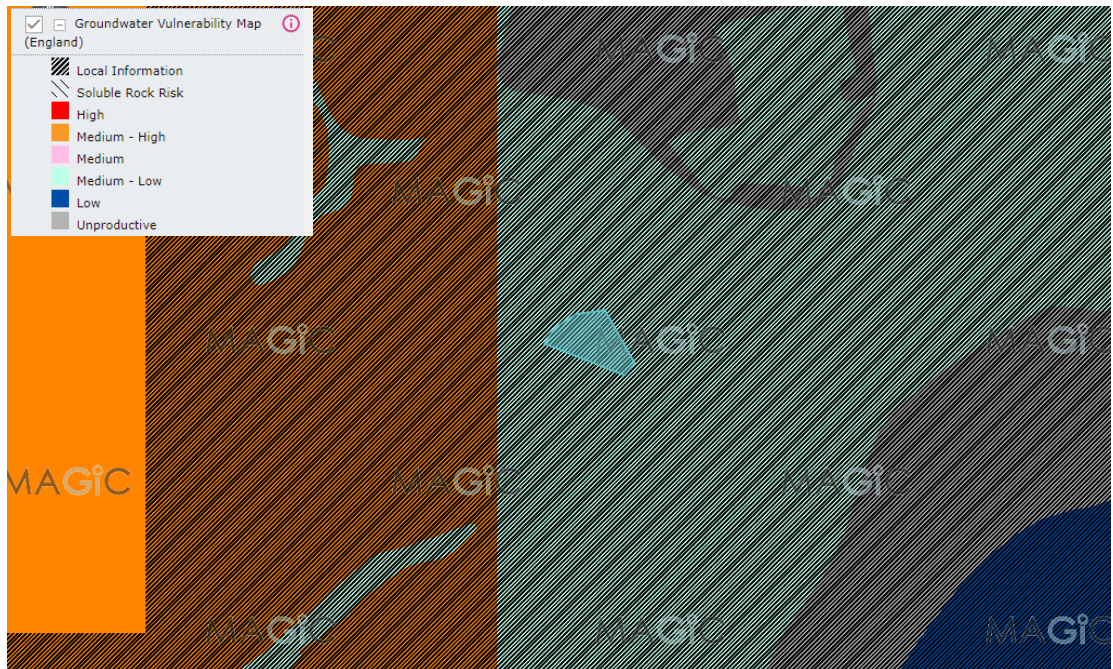 Groundwater Vulnerability Map
(England)
Local Information
Soluble Rock Risk
High
Medium - High
Medium
Medium - Low
Low
Unproductive
MAGiC
MAGiC
MAGiC
MAGiC
MAGiC
MAGiC
MAGiC
MAGiC
MAGiC
MAGiC
MAGiC
MAGiC
MAGiC